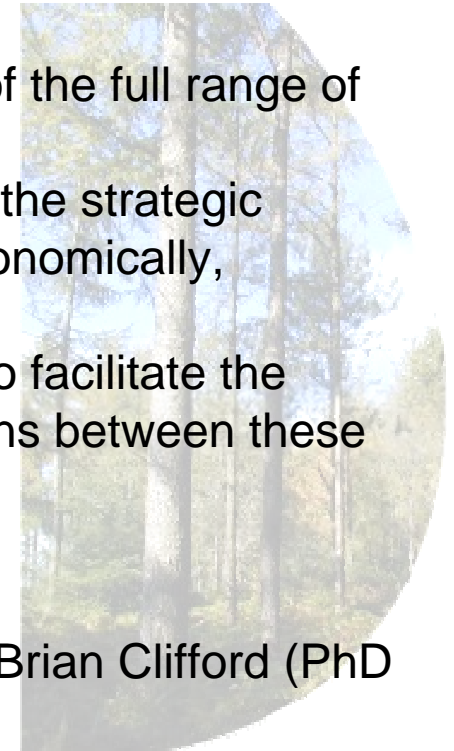 of the full range of
the strategic
onomically,
o facilitate the
ns between these
Brian Clifford (PhD